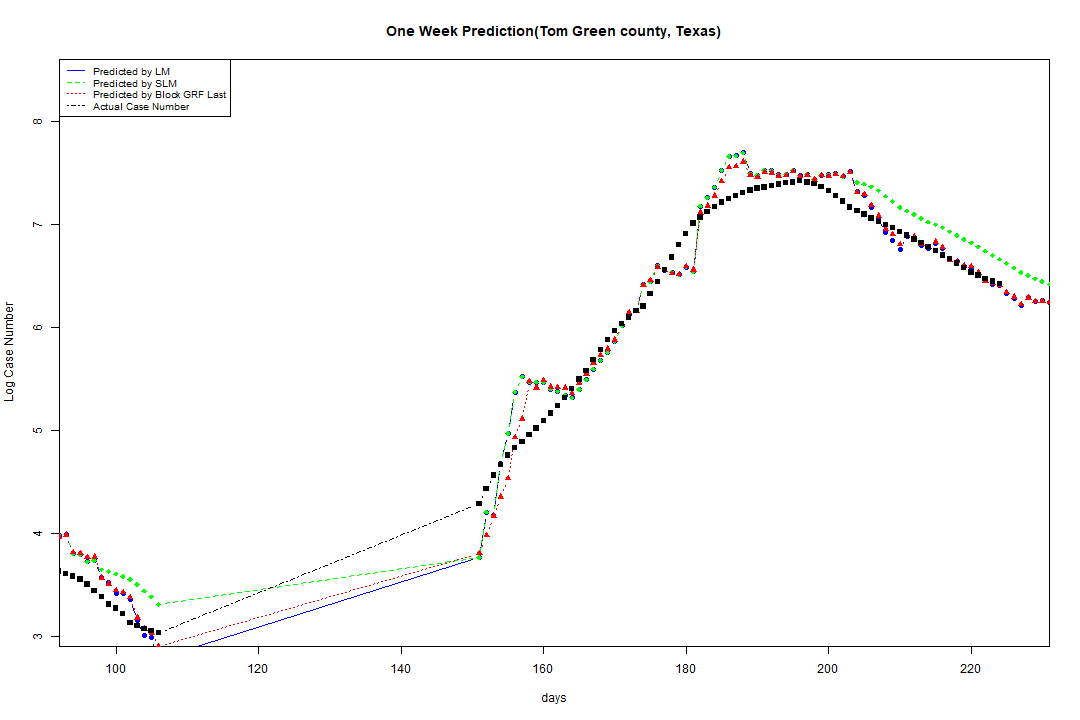 One Week Prediction(Tom Green county, Texas)
Predicted by LM
Predicted by SLM
Predicted by Block GRF Last
Actual Case Number
8
7
6
5
4
3
Log Case Number
100 120 140 160 180 200 220
days